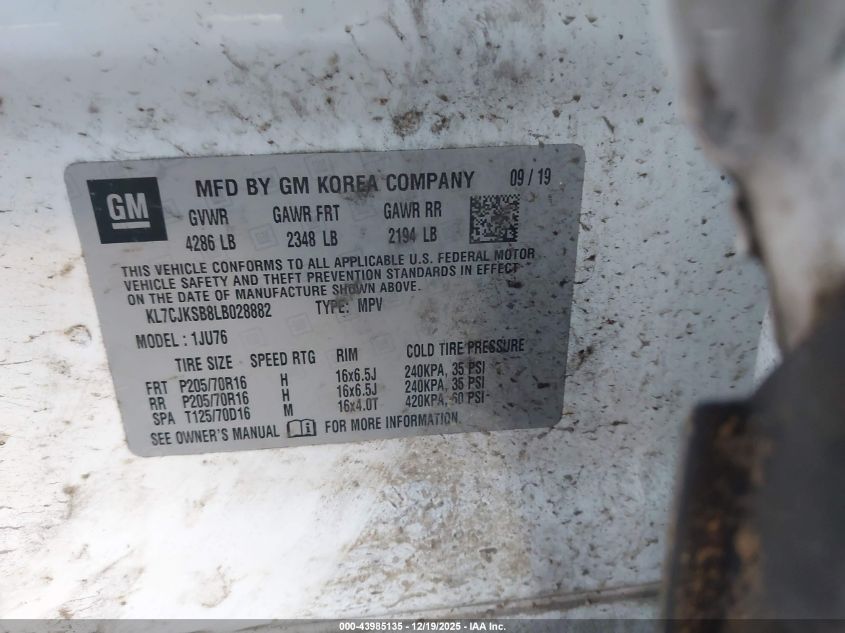 GM
MFD BY GM KOREA COMPANY 09 / 19
GVWR GAWR FRT GAWR RR
4286 LB 2348 LB 2194 LB
THIS VEHICLE CONFORMS TO ALL APPLICABLE U.S. FEDERAL MOTOR
VEHICLE SAFETY AND THEFT PREVENTION STANDARDS IN EFFECT
ON THE DATE OF MANUFACTURE SHOWN ABOVE.
KL7CJKSB8LB028882 TYPE: MPV
MODEL : 1JU76
TIRE SIZE SPEED RTG RIM COLD TIRE PRESSURE
FRT P205/70R16 H 16x6.5J 240KPA, 35 PSI
RR P205/70R16 H 16x6.5J 240KPA, 35 PSI
SPA T125/70D16 M 16x4.0T 420KPA, 60 PSI
SEE OWNER'S MANUAL FOR MORE INFORMATION
000-43985135 - 12/19/2025 - IAA Inc.